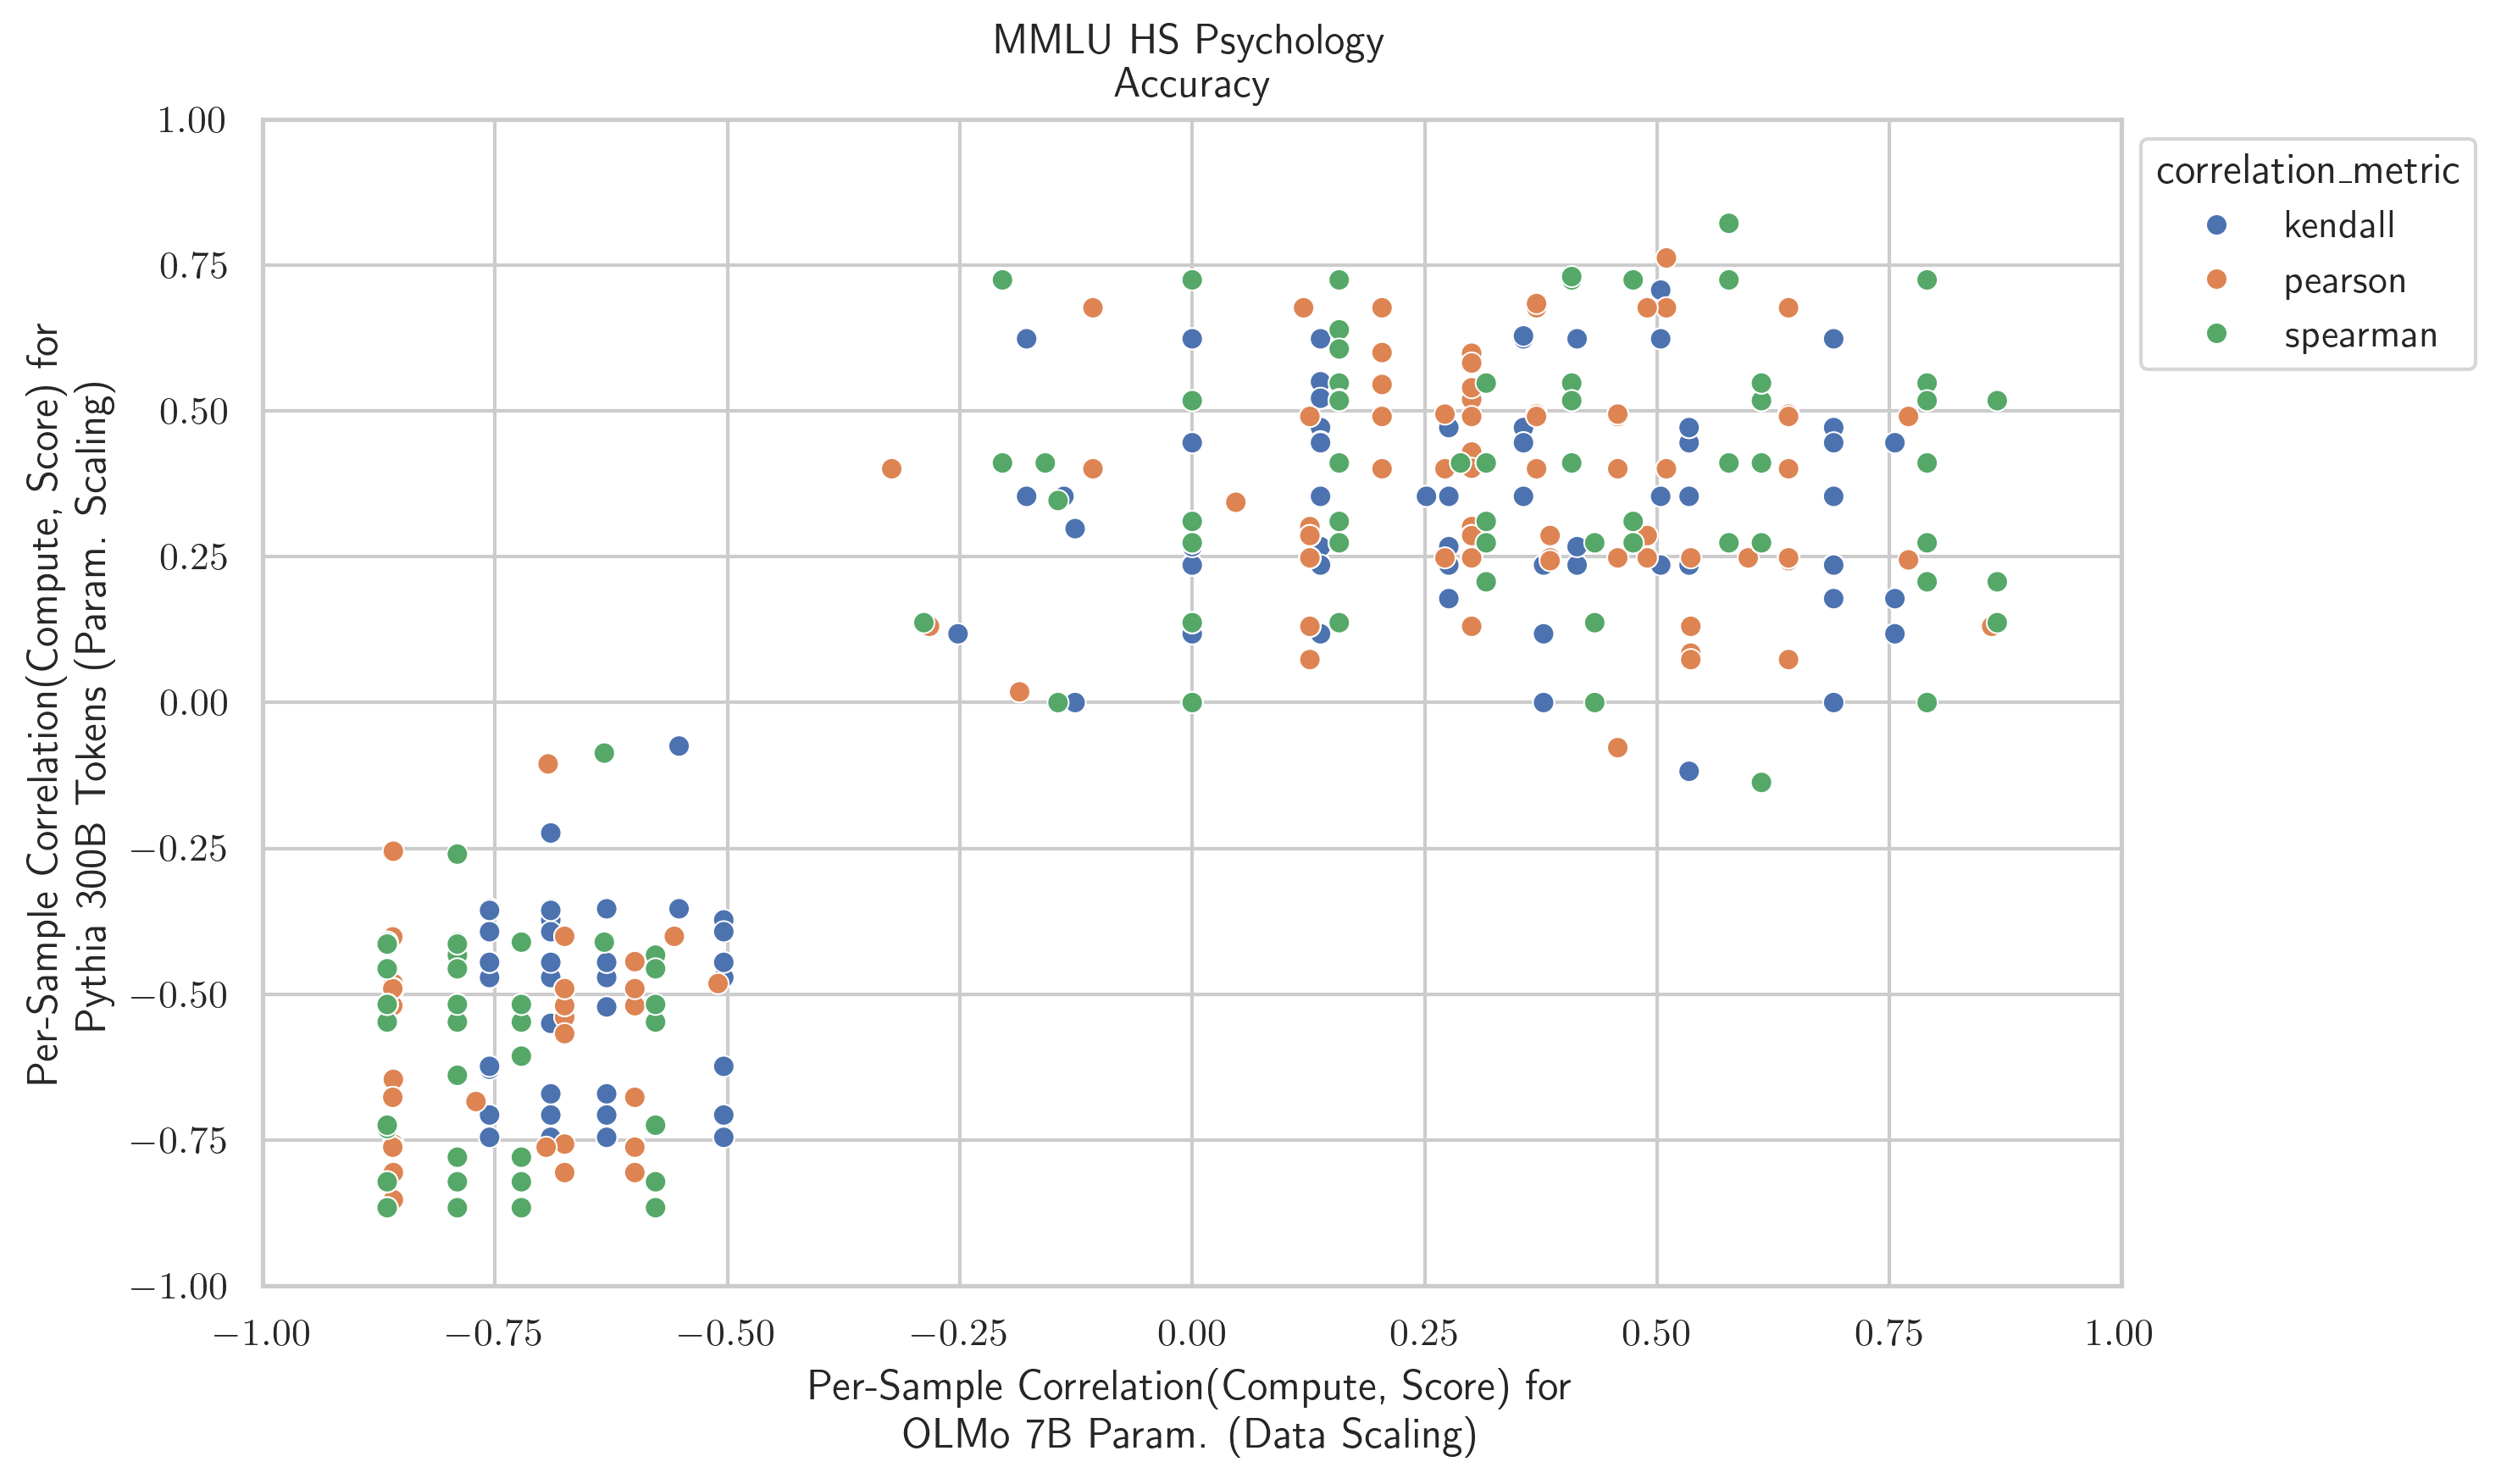 MMLU HS Psychology
Accuracy
Per-Sample Correlation(Compute, Score) for
Pythia 300B Tokens (Param. Scaling)
1.00
0.75
0.50
0.25
0.00
−0.25
−0.50
−0.75
−1.00
−1.00 −0.75 −0.50 −0.25 0.00 0.25 0.50 0.75 1.00
Per-Sample Correlation(Compute, Score) for
OLMo 7B Param. (Data Scaling)
correlation_metric
kendall
pearson
spearman